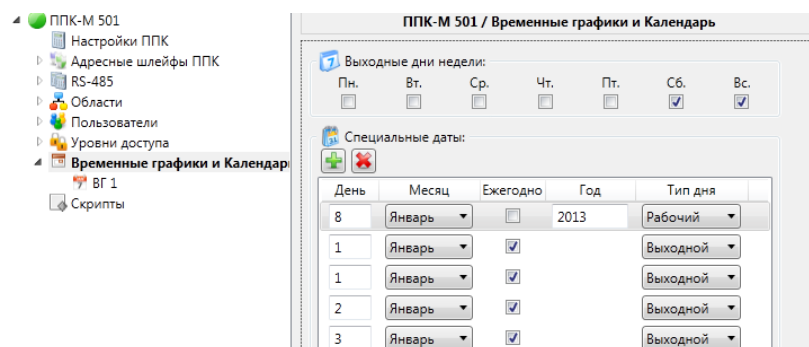 ППК-М 501
Настройки ППК
Адресные шлейфы ППК
RS-485
Области
Пользователи
Уровни доступа
Временные графики и Календар
ВГ 1
Скрипты
ППК-М 501 / Временные графики и Календарь
Выходные дни недели:
Пн. Вт. Ср. Чт. Пт. Сб. Вс.
Специальные даты:
День Месяц Ежегодно Год Тип дня
8 Январь 2013 Рабочий
1 Январь Выходной
1 Январь Выходной
2 Январь Выходной
3 Январь Выходной